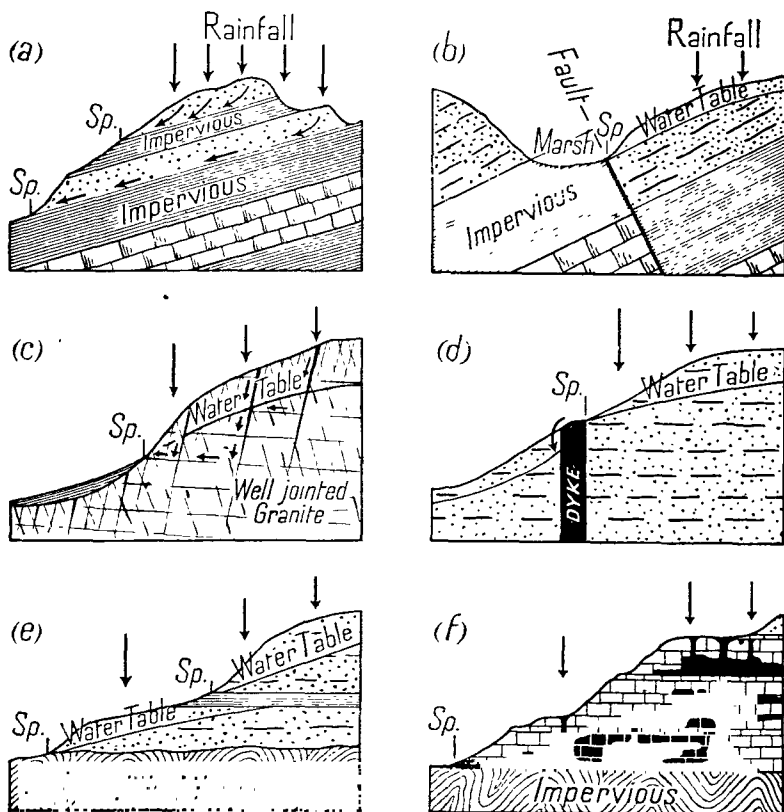 (a)
Rainfall
Sp.
Impervious
Sp.
Impervious
(b)
Rainfall
Fault
Marsh
Sp
Water Table
Impervious
(c)
Water Table
Sp.
Well jointed
Granite
(d)
Sp.
Water Table
DYKE
(e)
Water Table
Sp.
Sp.
Water Table
(f)
Sp.
Impervious